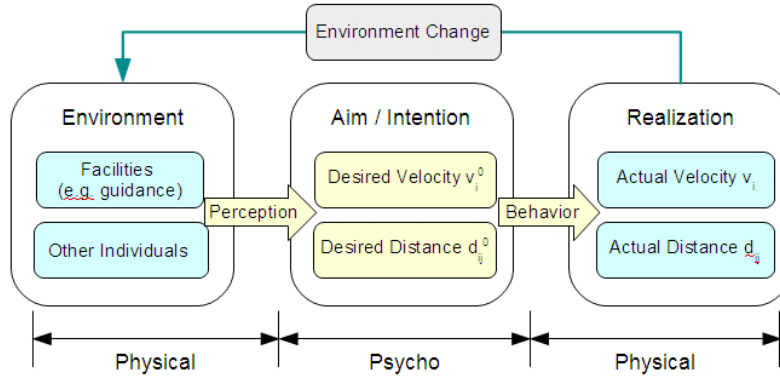 Environment Change
Environment
Facilities
(e.g. guidance)
Other Individuals
Perception
Aim / Intention
Desired Velocity v_i^0
Desired Distance d_ij^0
Behavior
Realization
Actual Velocity v_i
Actual Distance d_ij
Physical
Psycho
Physical